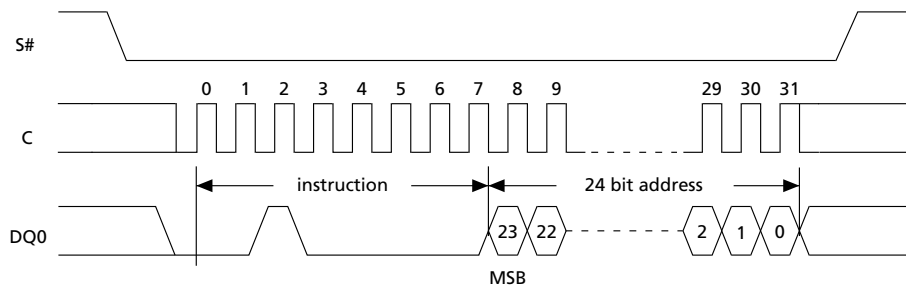 S#
0 1 2 3 4 5 6 7 8 9 29 30 31
C
instruction 24 bit address
DQ0 23 22 2 1 0
MSB